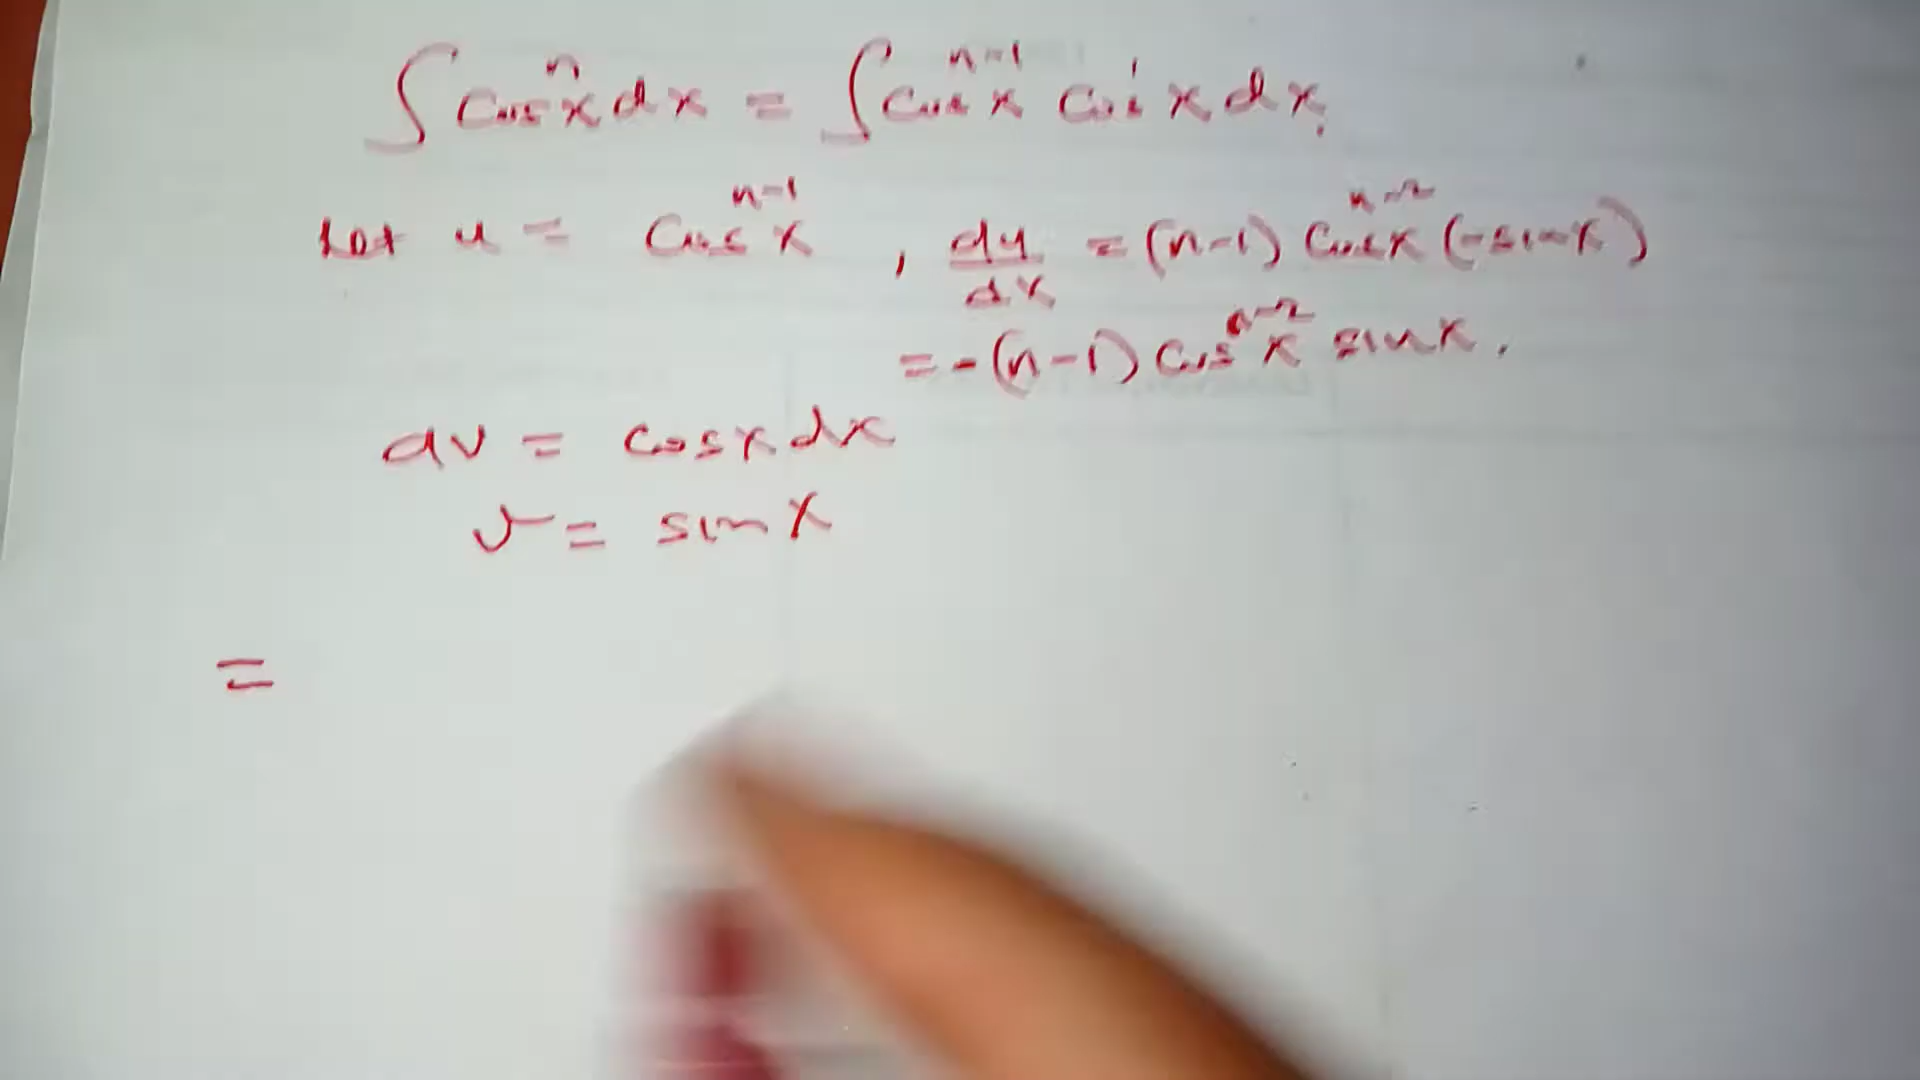 ∫ cosⁿx dx = ∫ cosⁿ⁻¹x cos¹x dx.
Let u = cosⁿ⁻¹x , du/dx = (n-1) cosⁿ⁻²x (-sinx)
= -(n-1) cosⁿ⁻²x sinx.
dv = cosx dx
v = sinx
=